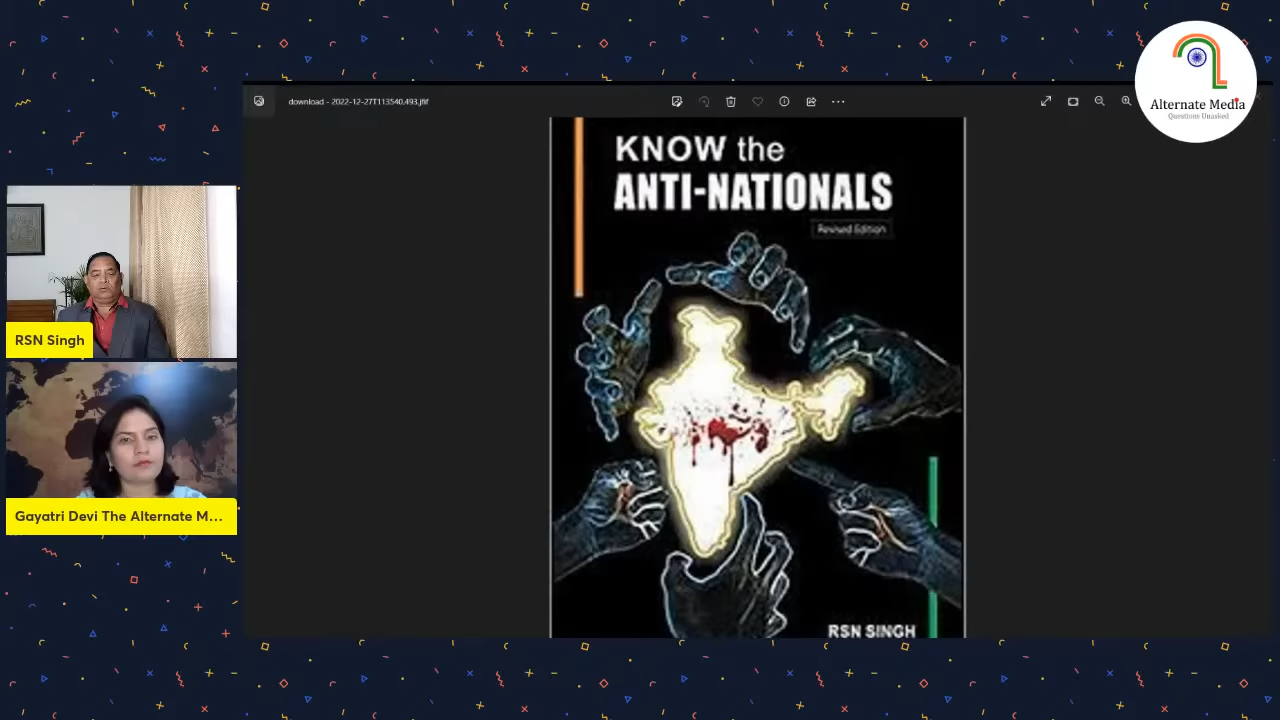 Alternate Media
Questions Unasked
download - 2022-12-27T113540.493.jfif
KNOW the
ANTI-NATIONALS
Revised Edition
RSN SINGH
RSN Singh
Gayatri Devi The Alternate M...